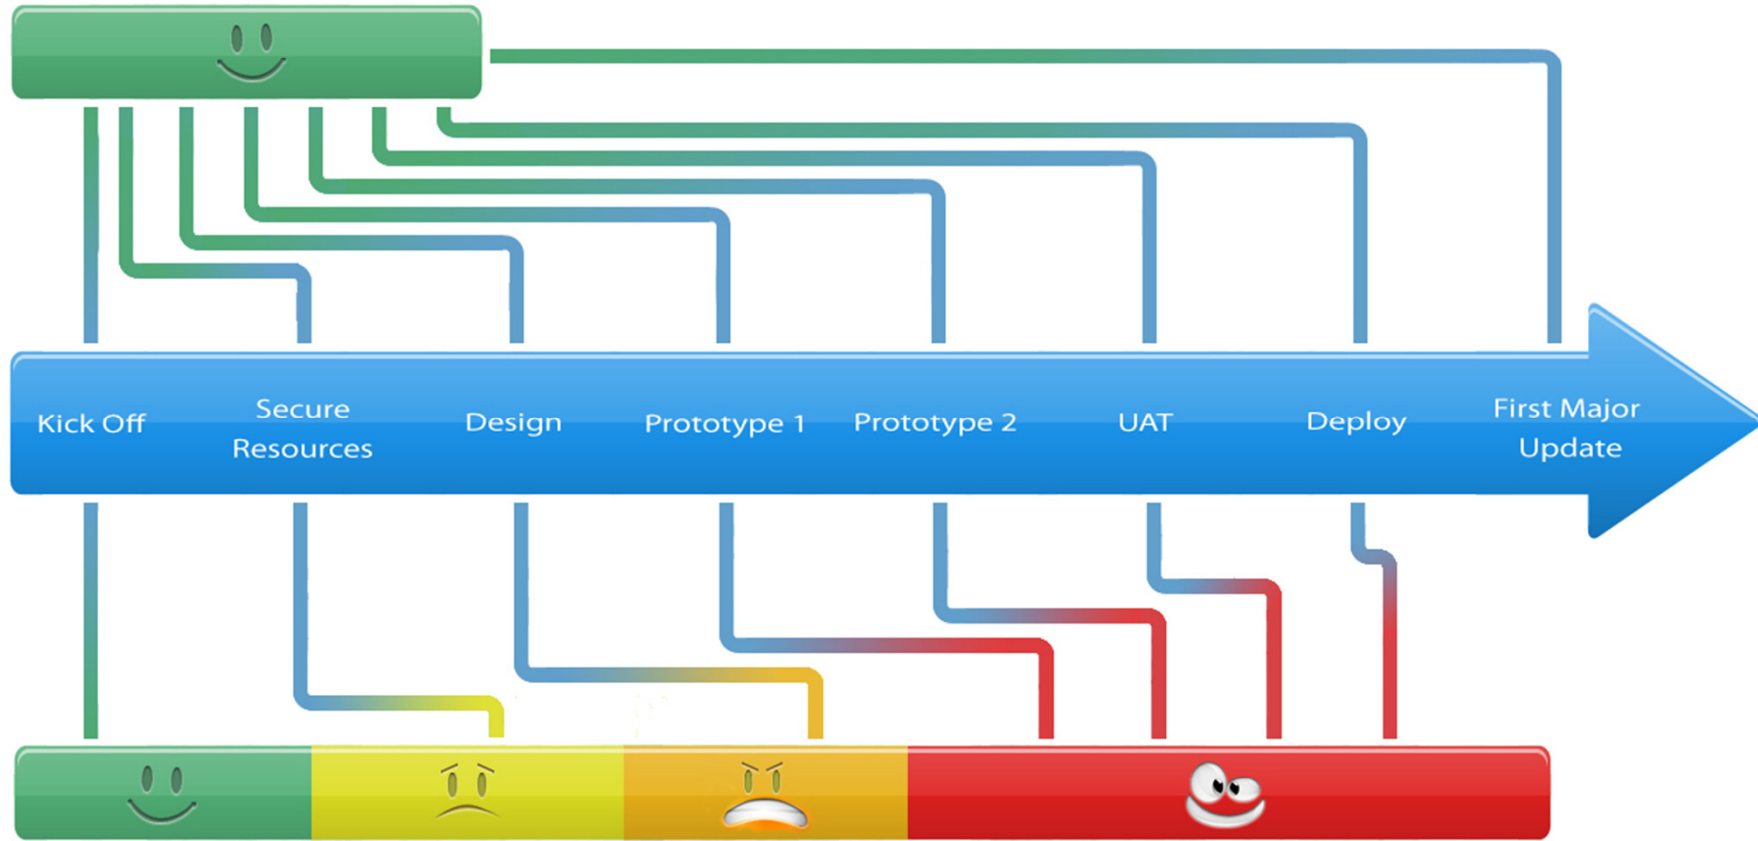 Kick Off
Secure
Resources
Design
Prototype 1
Prototype 2
UAT
Deploy
First Major
Update